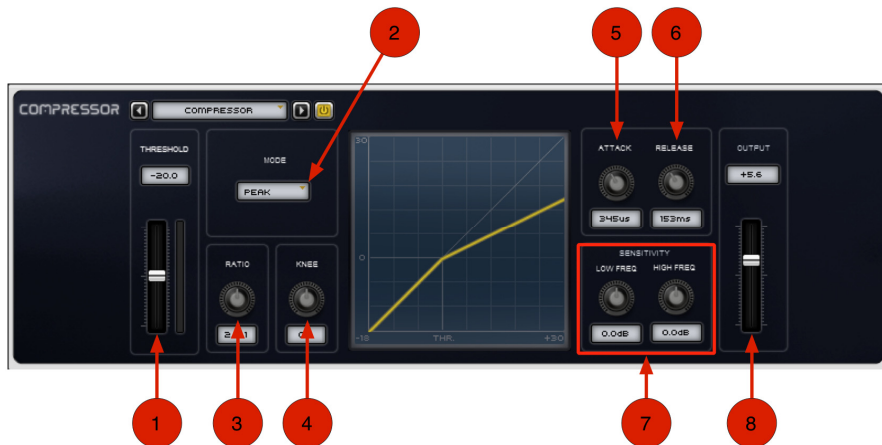 2
5
6
COMPRESSOR
COMPRESSOR
THRESHOLD
-20.0
MODE
PEAK
RATIO
KNEE
30
0
-18
THR.
+30
ATTACK
RELEASE
345us
153ms
SENSITIVITY
LOW FREQ
HIGH FREQ
0.0dB
0.0dB
OUTPUT
+5.6
1
3
4
7
8